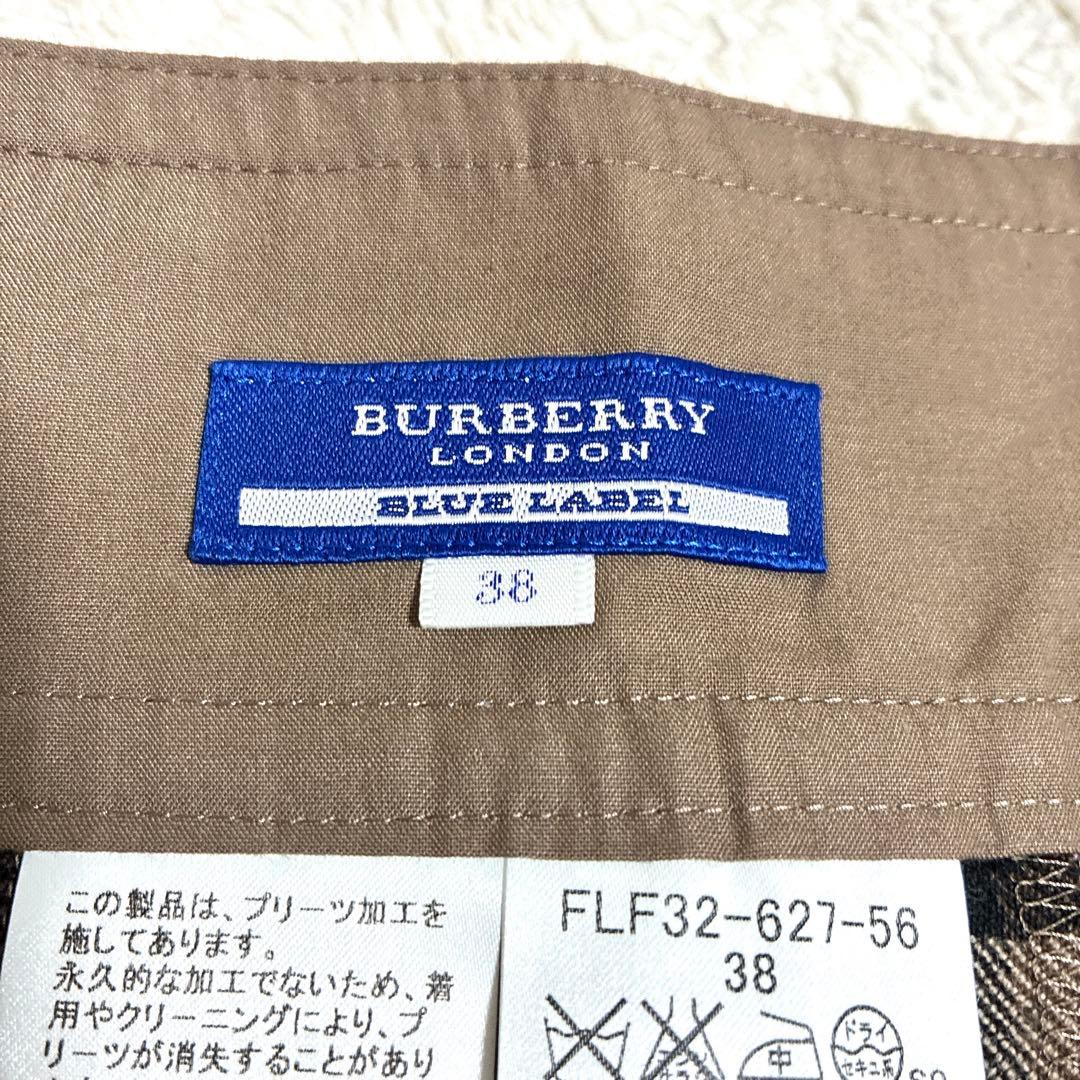 BURBERRY
LONDON
BLUE LABEL
38
この製品は、プリーツ加工を
施してあります。
永久的な加工でないため、着
用やクリーニングにより、プ
リーツが消失することがあり
FLF32-627-56
38
中
ドライ
セキユ系